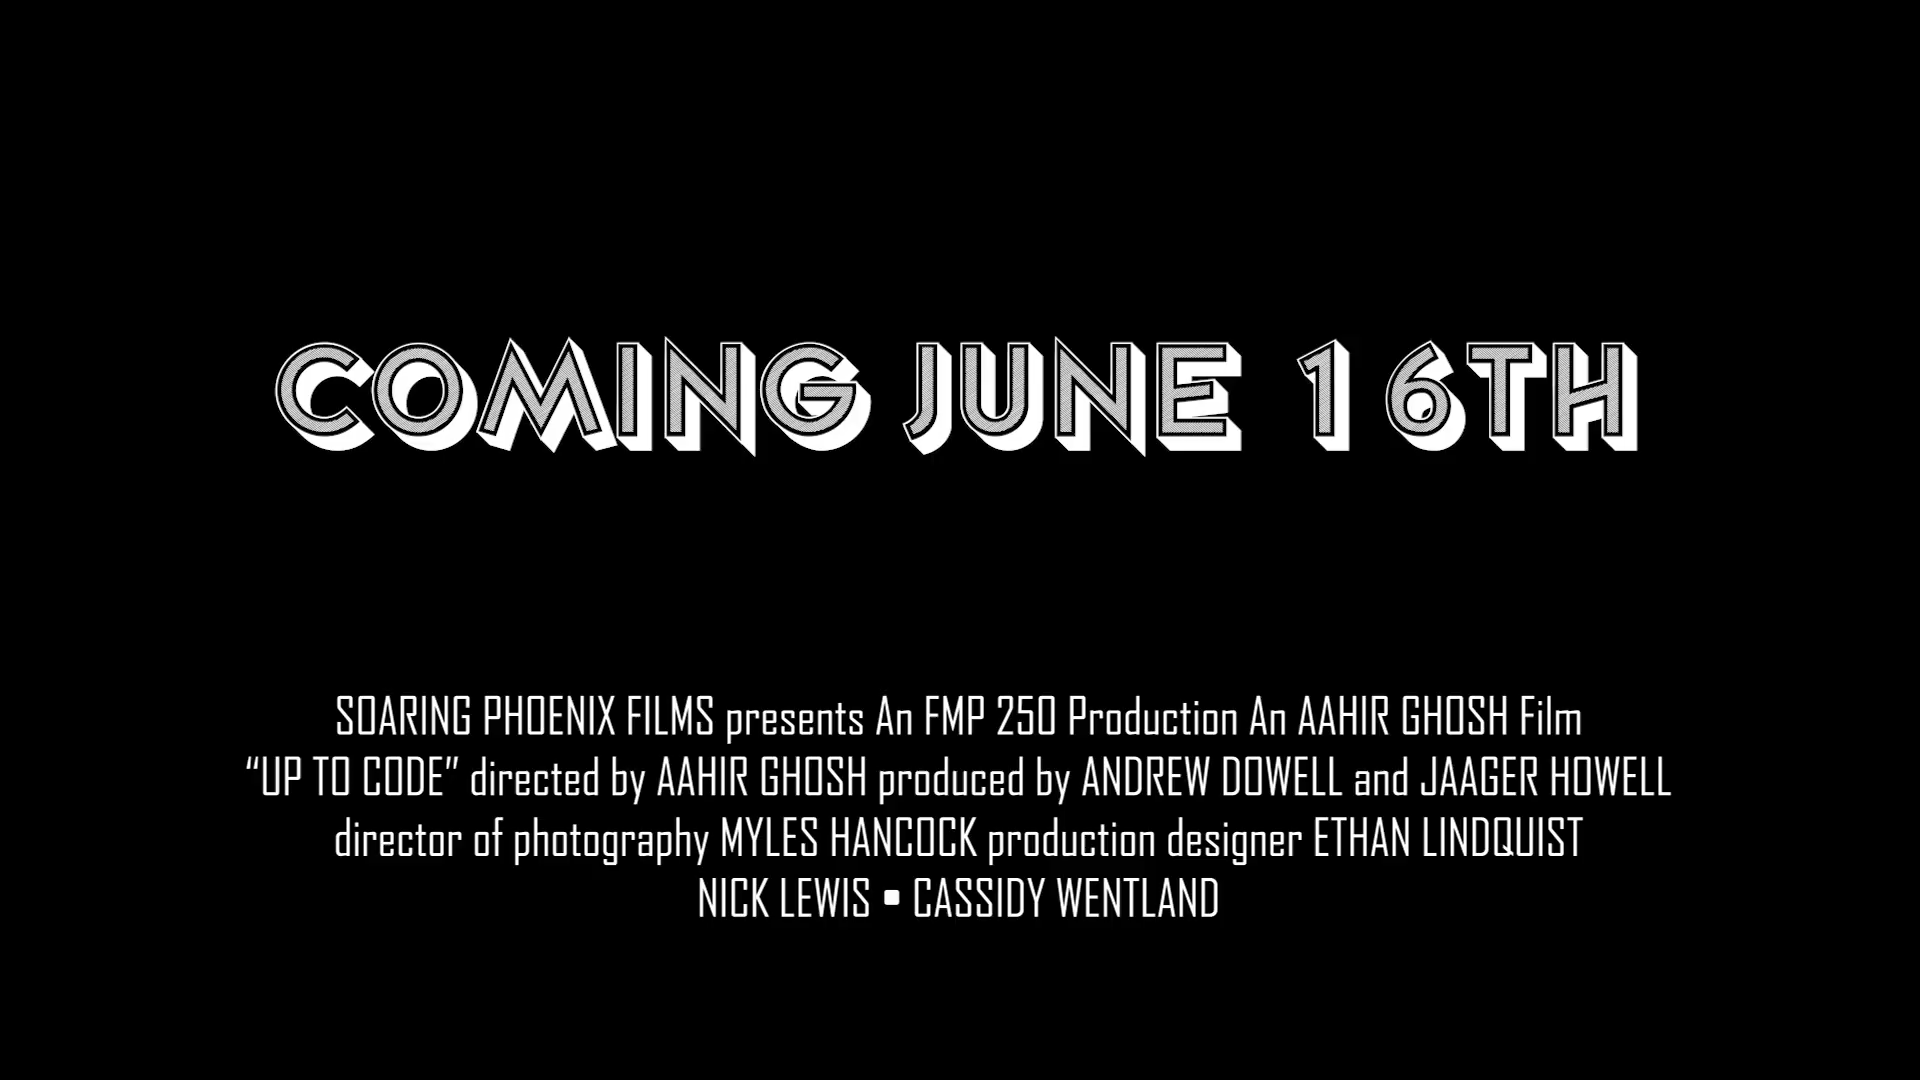 COMING JUNE 16TH
SOARING PHOENIX FILMS presents An FMP 250 Production An AAHIR GHOSH Film
“UP TO CODE” directed by AAHIR GHOSH produced by ANDREW DOWELL and JAAGER HOWELL
director of photography MYLES HANCOCK production designer ETHAN LINDQUIST
NICK LEWIS ▪ CASSIDY WENTLAND